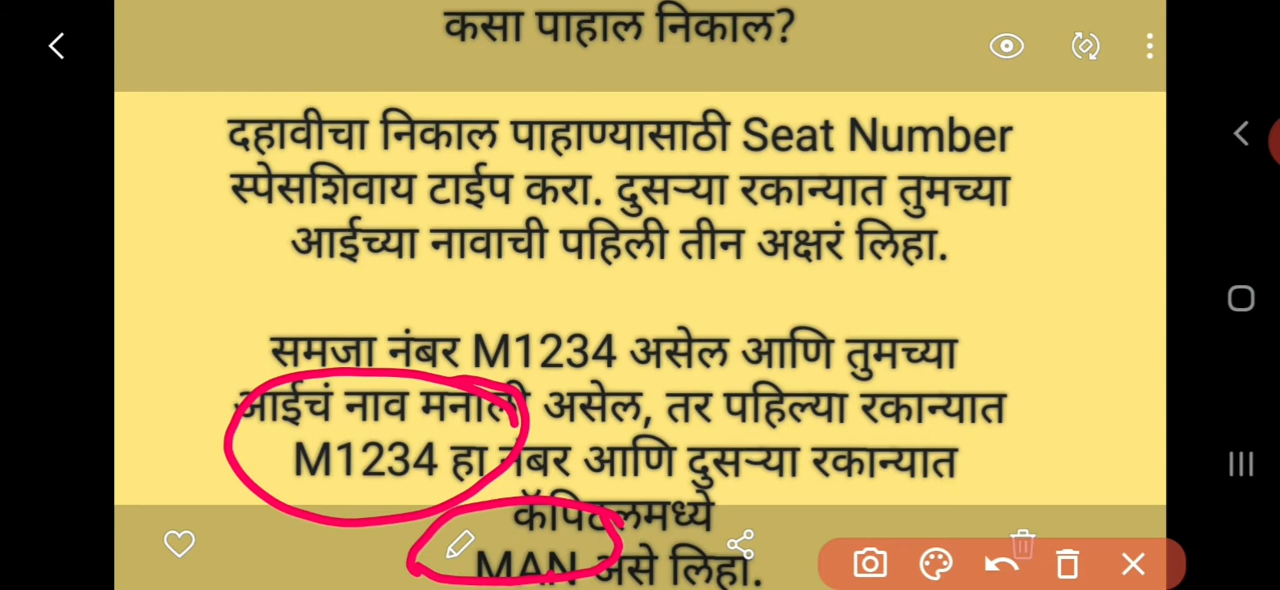 कसा पाहाल निकाल?
दहावीचा निकाल पाहाण्यासाठी Seat Number
स्पेसशिवाय टाईप करा. दुसऱ्या रकान्यात तुमच्या
आईच्या नावाची पहिली तीन अक्षरं लिहा.
समजा नंबर M1234 असेल आणि तुमच्या
आईचं नाव मनाली असेल, तर पहिल्या रकान्यात
M1234 हा नंबर आणि दुसऱ्या रकान्यात
कॅपिटलमध्ये
MAN असे लिहा.